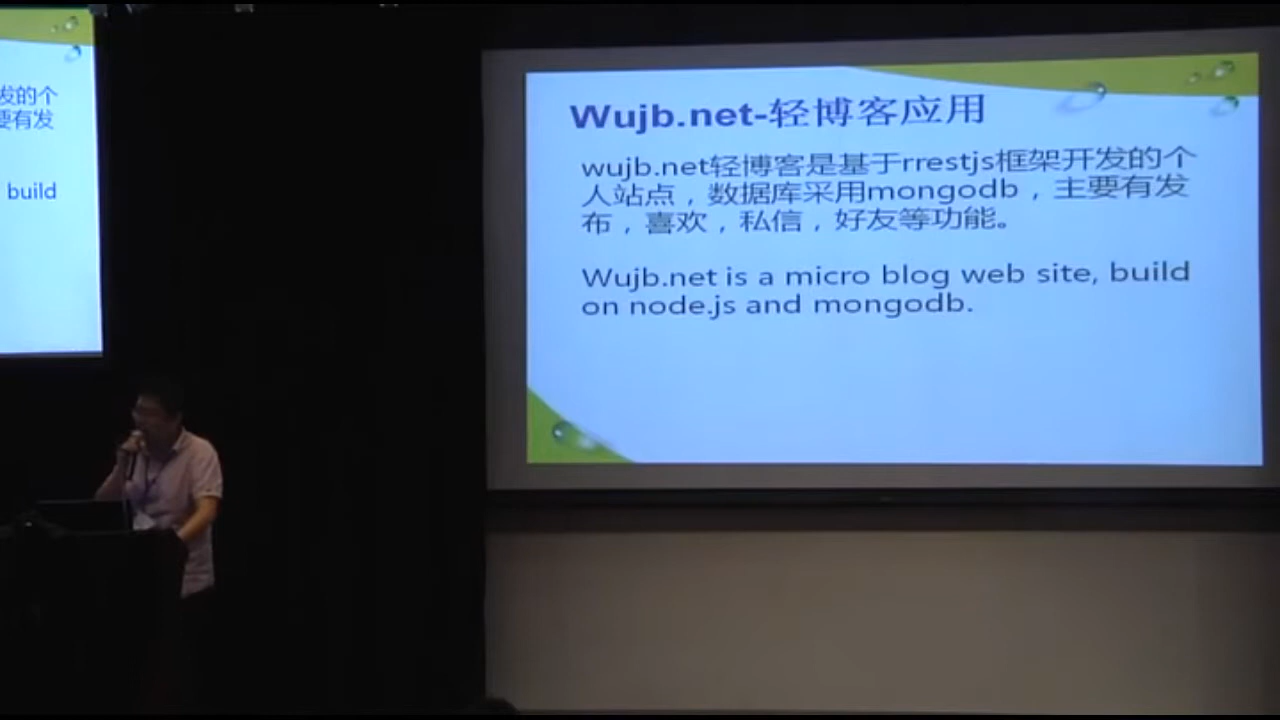 发的个
要有发
build
Wujb.net-轻博客应用
wujb.net轻博客是基于rrestjs框架开发的个
人站点，数据库采用mongodb，主要有发
布，喜欢，私信，好友等功能。
Wujb.net is a micro blog web site, build
on node.js and mongodb.